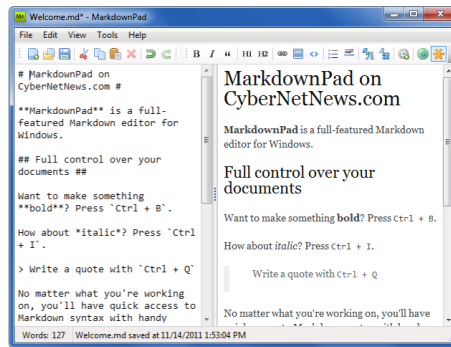 Welcome.md* - MarkdownPad
File Edit View Tools Help
B I “ H1 H2
# MarkdownPad on
CyberNetNews.com #
**MarkdownPad** is a full-
featured Markdown editor for
Windows.
## Full control over your
documents ##
Want to make something
**bold**? Press `Ctrl + B`.
How about *italic*? Press `Ctrl
+ I`.
> Write a quote with `Ctrl + Q`
No matter what you're working
on, you'll have quick access to
Markdown syntax with handy
MarkdownPad on
CyberNetNews.com
MarkdownPad is a full-featured Markdown
editor for Windows.
Full control over your
documents
Want to make something bold? Press Ctrl + B.
How about italic? Press Ctrl + I.
Write a quote with Ctrl + Q
No matter what you're working on, you'll have
Words: 127 Welcome.md saved at 11/14/2011 1:53:04 PM